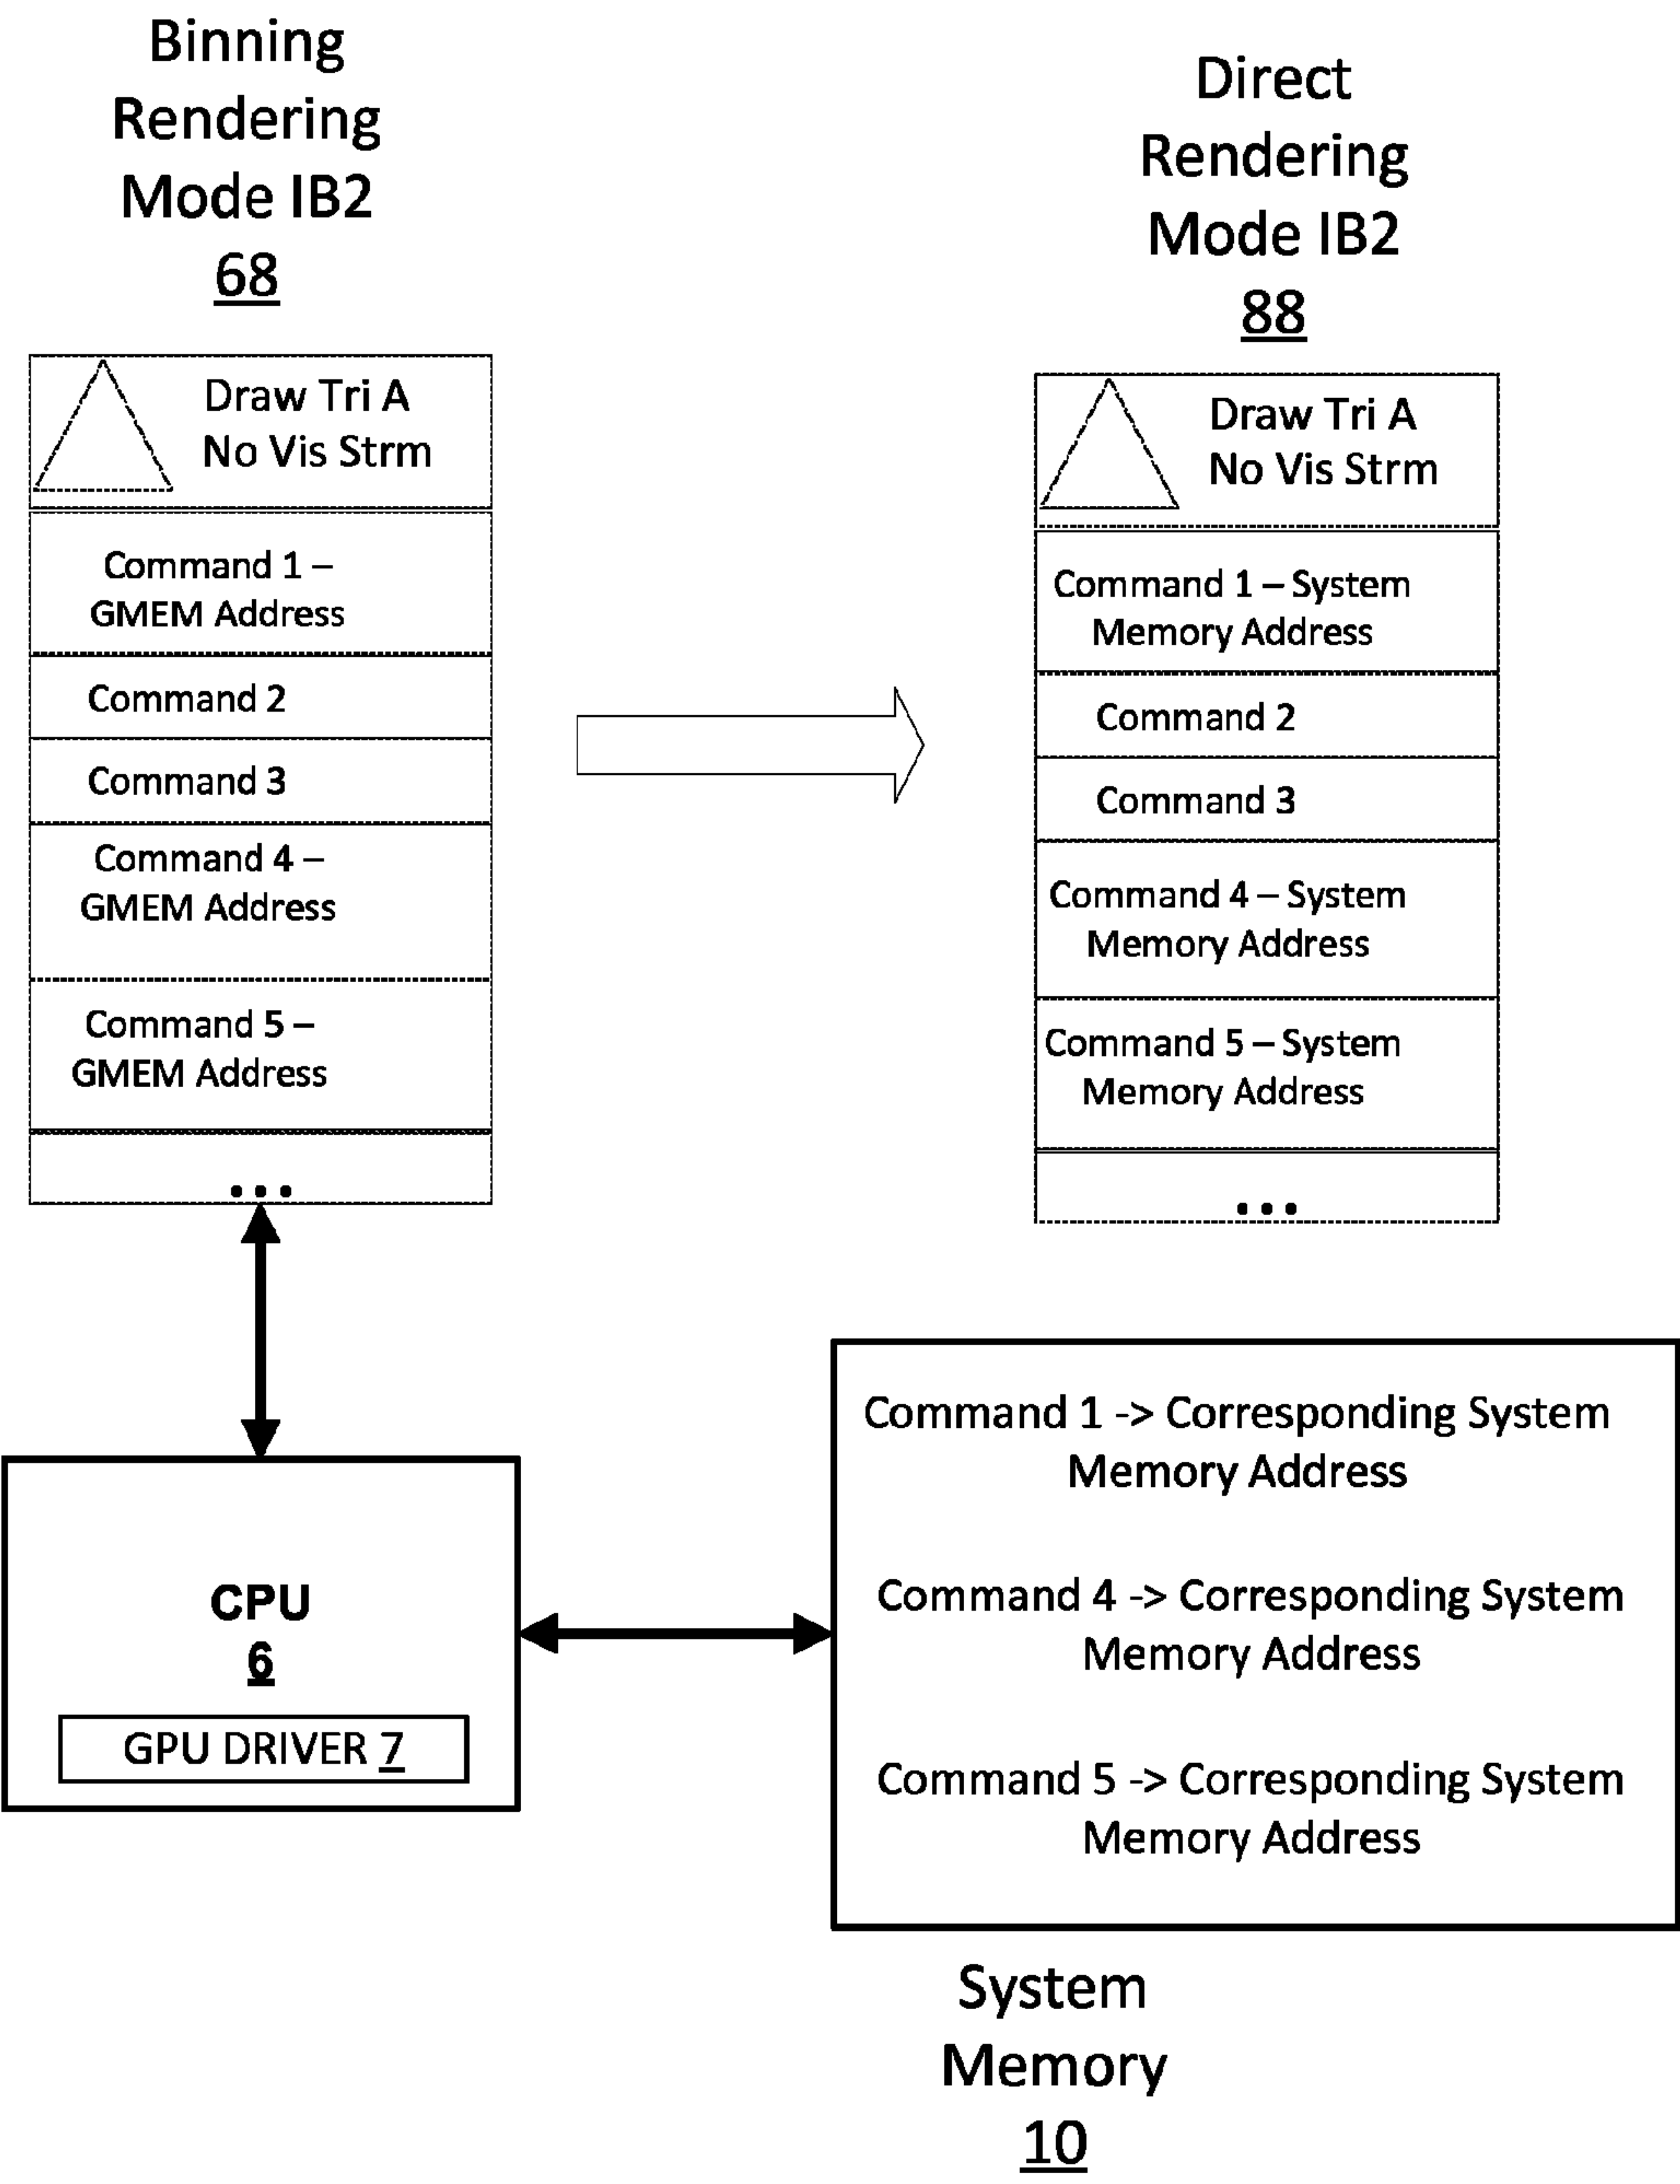 Binning
Rendering
Mode IB2
68
Draw Tri A
No Vis Strm
Command 1 –
GMEM Address
Command 2
Command 3
Command 4 –
GMEM Address
Command 5 –
GMEM Address
...
Direct
Rendering
Mode IB2
88
Draw Tri A
No Vis Strm
Command 1 – System
Memory Address
Command 2
Command 3
Command 4 – System
Memory Address
Command 5 – System
Memory Address
...
CPU
6
GPU DRIVER 7
Command 1 -> Corresponding System
Memory Address
Command 4 -> Corresponding System
Memory Address
Command 5 -> Corresponding System
Memory Address
System
Memory
10